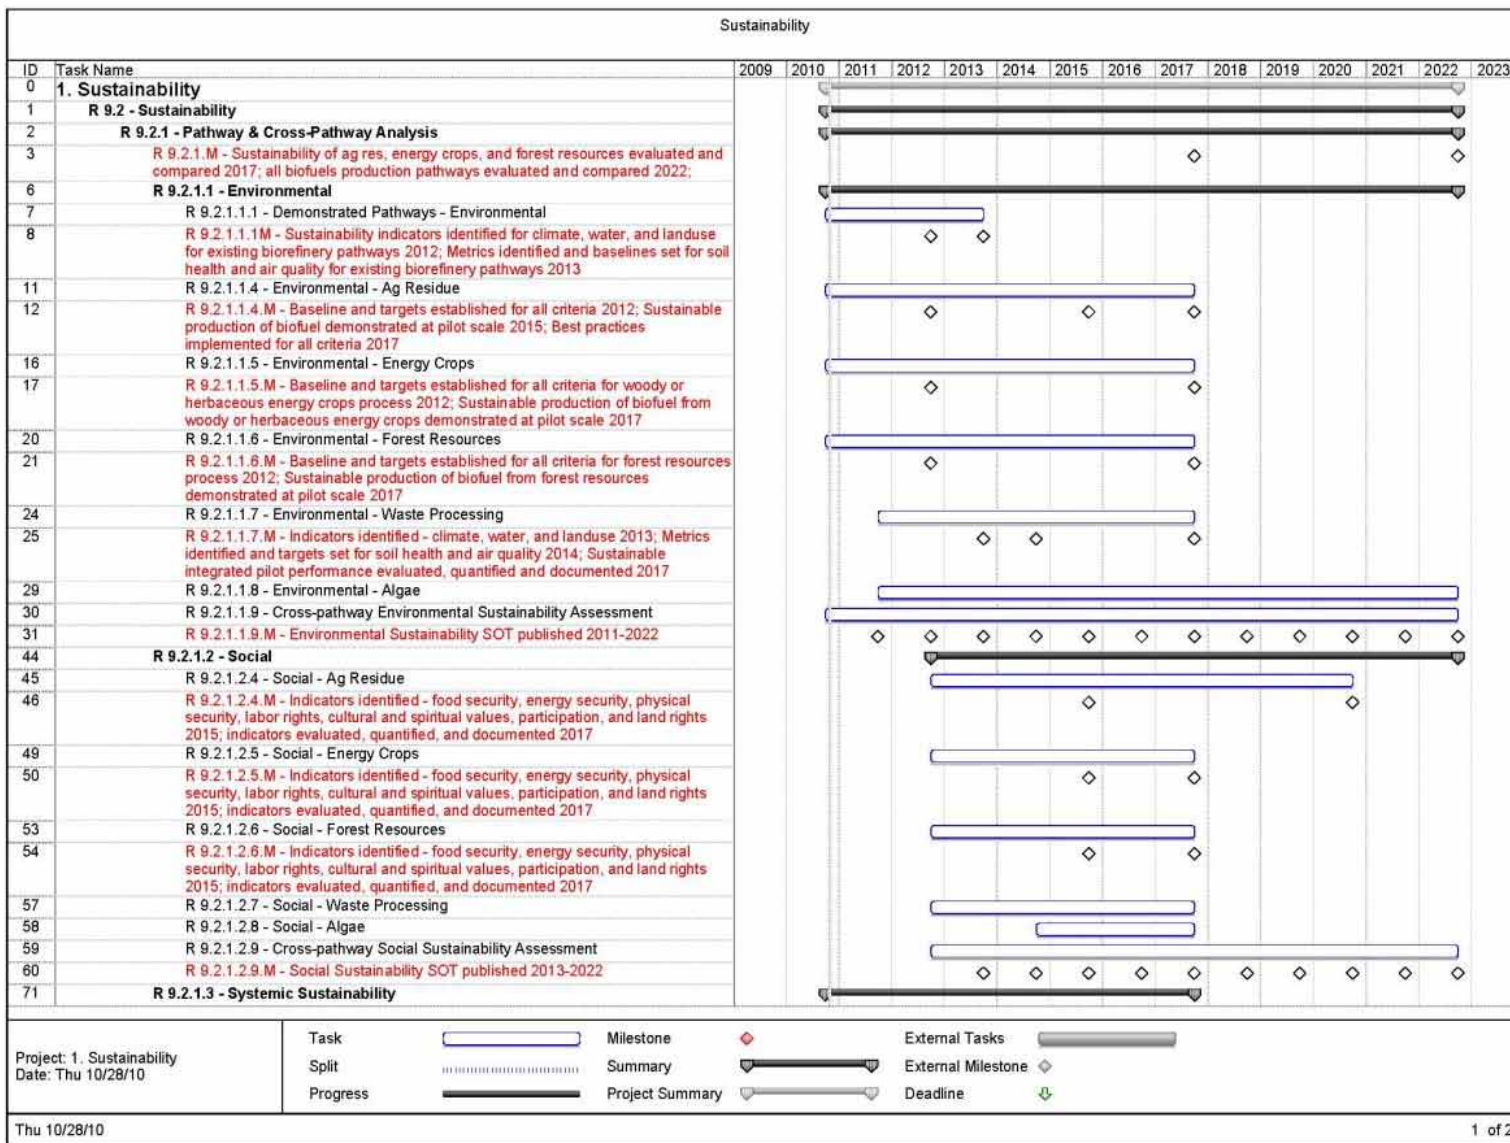 Sustainability
ID Task Name 2009 2010 2011 2012 2013 2014 2015 2016 2017 2018 2019 2020 2021 2022 2023
0 1. Sustainability
1 R 9.2 - Sustainability
2 R 9.2.1 - Pathway & Cross-Pathway Analysis
3 R 9.2.1.M - Sustainability of ag res, energy crops, and forest resources evaluated and
compared 2017; all biofuels production pathways evaluated and compared 2022;
6 R 9.2.1.1 - Environmental
7 R 9.2.1.1.1 - Demonstrated Pathways - Environmental
8 R 9.2.1.1.1M - Sustainability indicators identified for climate, water, and landuse
for existing biorefinery pathways 2012; Metrics identified and baselines set for soil
health and air quality for existing biorefinery pathways 2013
11 R 9.2.1.1.4 - Environmental - Ag Residue
12 R 9.2.1.1.4.M - Baseline and targets established for all criteria 2012; Sustainable
production of biofuel demonstrated at pilot scale 2015; Best practices
implemented for all criteria 2017
16 R 9.2.1.1.5 - Environmental - Energy Crops
17 R 9.2.1.1.5.M - Baseline and targets established for all criteria for woody or
herbaceous energy crops process 2012; Sustainable production of biofuel from
woody or herbaceous energy crops demonstrated at pilot scale 2017
20 R 9.2.1.1.6 - Environmental - Forest Resources
21 R 9.2.1.1.6.M - Baseline and targets established for all criteria for forest resources
process 2012; Sustainable production of biofuel from forest resources
demonstrated at pilot scale 2017
24 R 9.2.1.1.7 - Environmental - Waste Processing
25 R 9.2.1.1.7.M - Indicators identified - climate, water, and landuse 2013; Metrics
identified and targets set for soil health and air quality 2014; Sustainable
integrated pilot performance evaluated, quantified and documented 2017
29 R 9.2.1.1.8 - Environmental - Algae
30 R 9.2.1.1.9 - Cross-pathway Environmental Sustainability Assessment
31 R 9.2.1.1.9.M - Environmental Sustainability SOT published 2011-2022
44 R 9.2.1.2 - Social
45 R 9.2.1.2.4 - Social - Ag Residue
46 R 9.2.1.2.4.M - Indicators identified - food security, energy security, physical
security, labor rights, cultural and spiritual values, participation, and land rights
2015; indicators evaluated, quantified, and documented 2017
49 R 9.2.1.2.5 - Social - Energy Crops
50 R 9.2.1.2.5.M - Indicators identified - food security, energy security, physical
security, labor rights, cultural and spiritual values, participation, and land rights
2015; indicators evaluated, quantified, and documented 2017
53 R 9.2.1.2.6 - Social - Forest Resources
54 R 9.2.1.2.6.M - Indicators identified - food security, energy security, physical
security, labor rights, cultural and spiritual values, participation, and land rights
2015; indicators evaluated, quantified, and documented 2017
57 R 9.2.1.2.7 - Social - Waste Processing
58 R 9.2.1.2.8 - Social - Algae
59 R 9.2.1.2.9 - Cross-pathway Social Sustainability Assessment
60 R 9.2.1.2.9.M - Social Sustainability SOT published 2013-2022
71 R 9.2.1.3 - Systemic Sustainability
Project: 1. Sustainability
Date: Thu 10/28/10
Task Milestone External Tasks
Split Summary External Milestone
Progress Project Summary Deadline
Thu 10/28/10 1 of 2